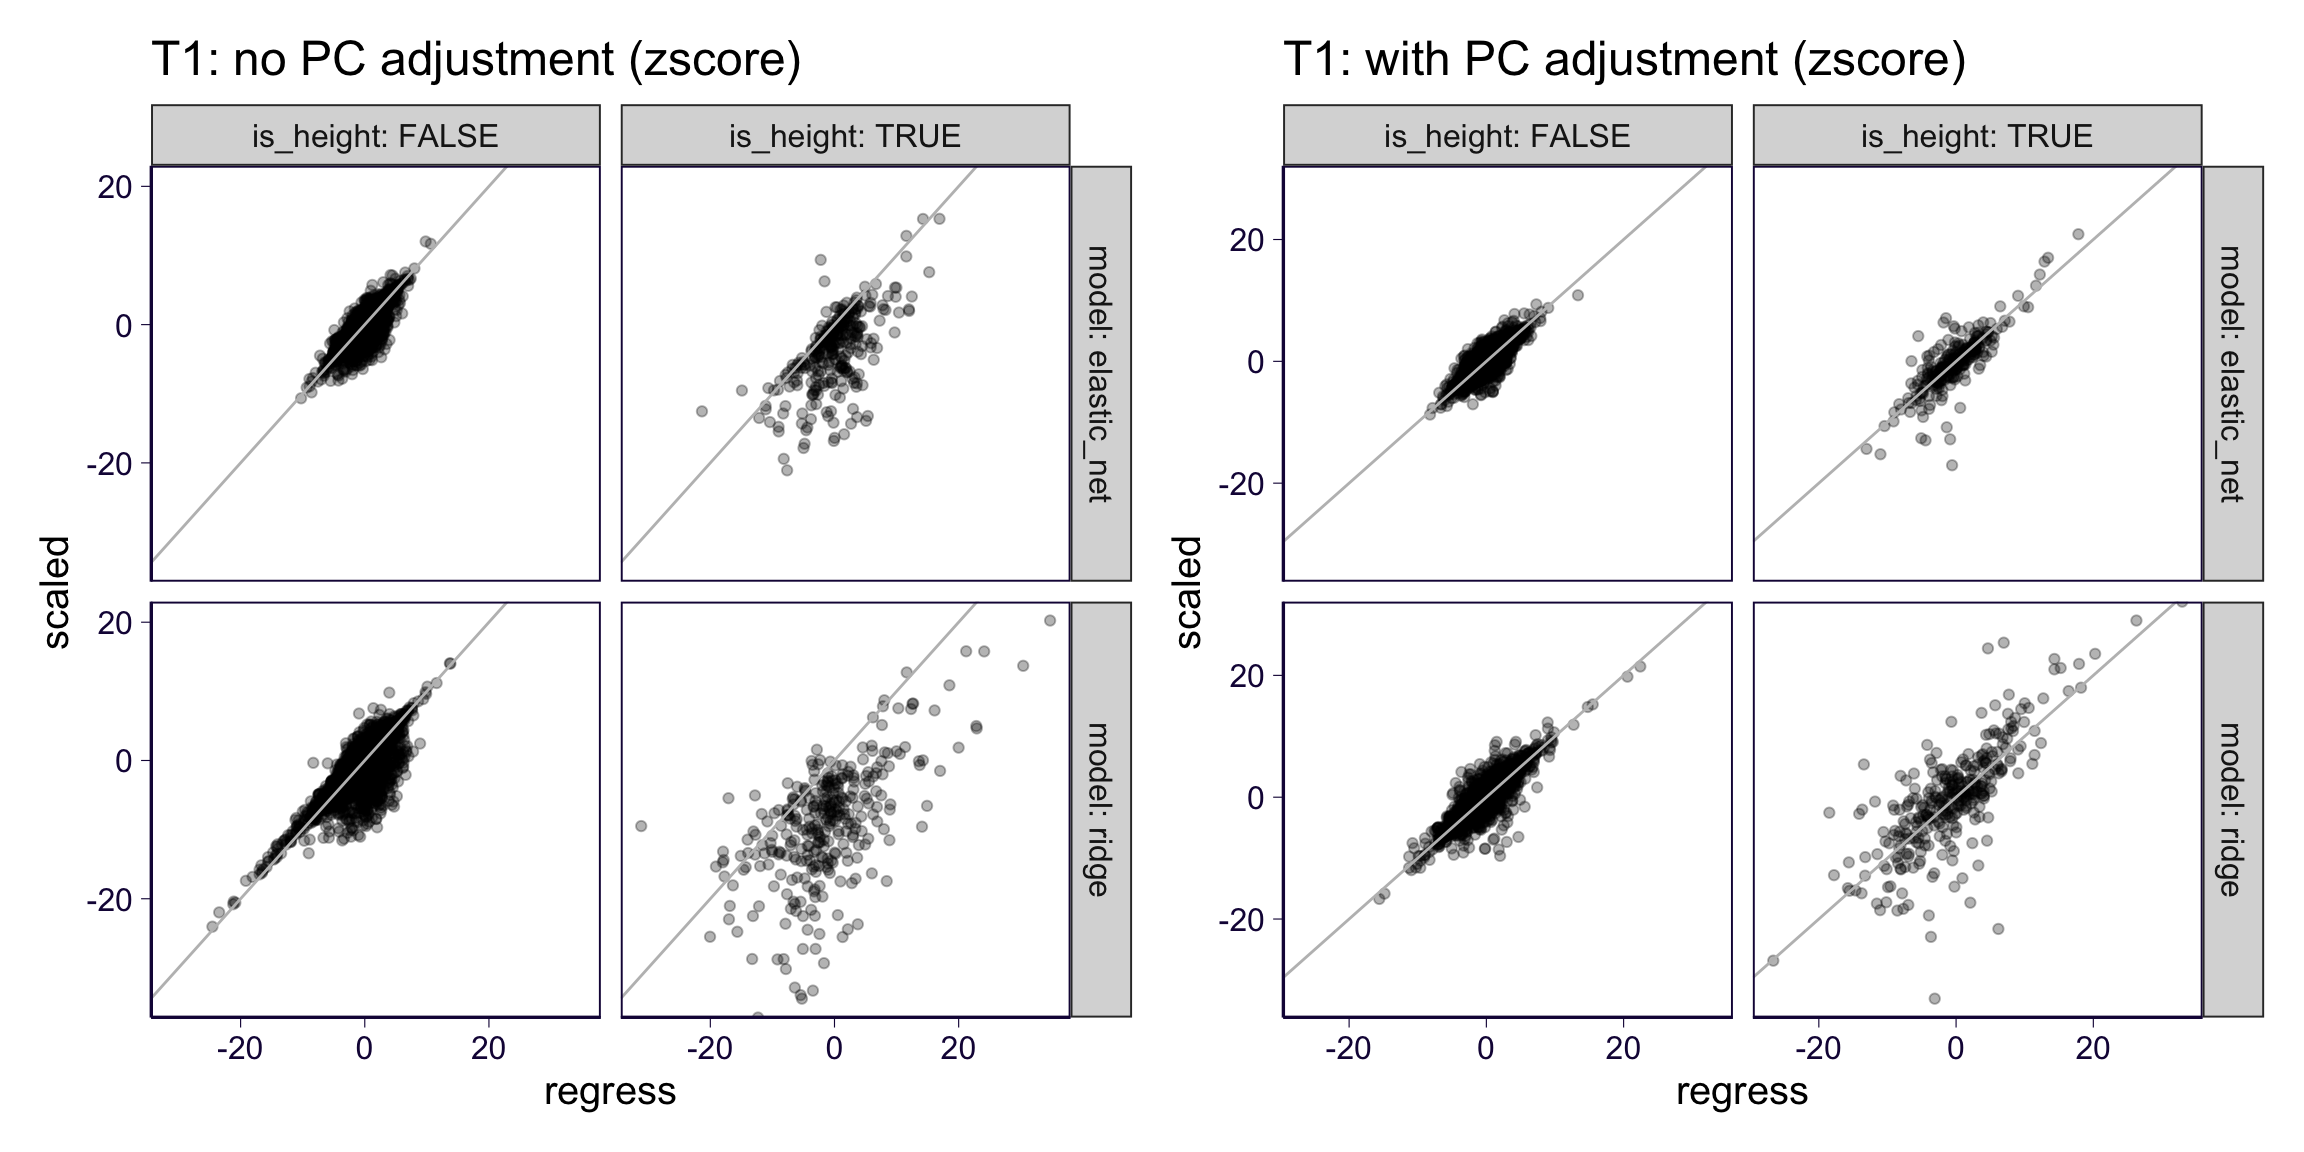 T1: no PC adjustment (zscore)
is_height: FALSE
is_height: TRUE
20
0
-20
model: elastic_net
scaled
20
0
-20
model: ridge
-20
0
20
-20
0
20
regress
T1: with PC adjustment (zscore)
is_height: FALSE
is_height: TRUE
20
0
-20
model: elastic_net
scaled
20
0
-20
model: ridge
-20
0
20
-20
0
20
regress